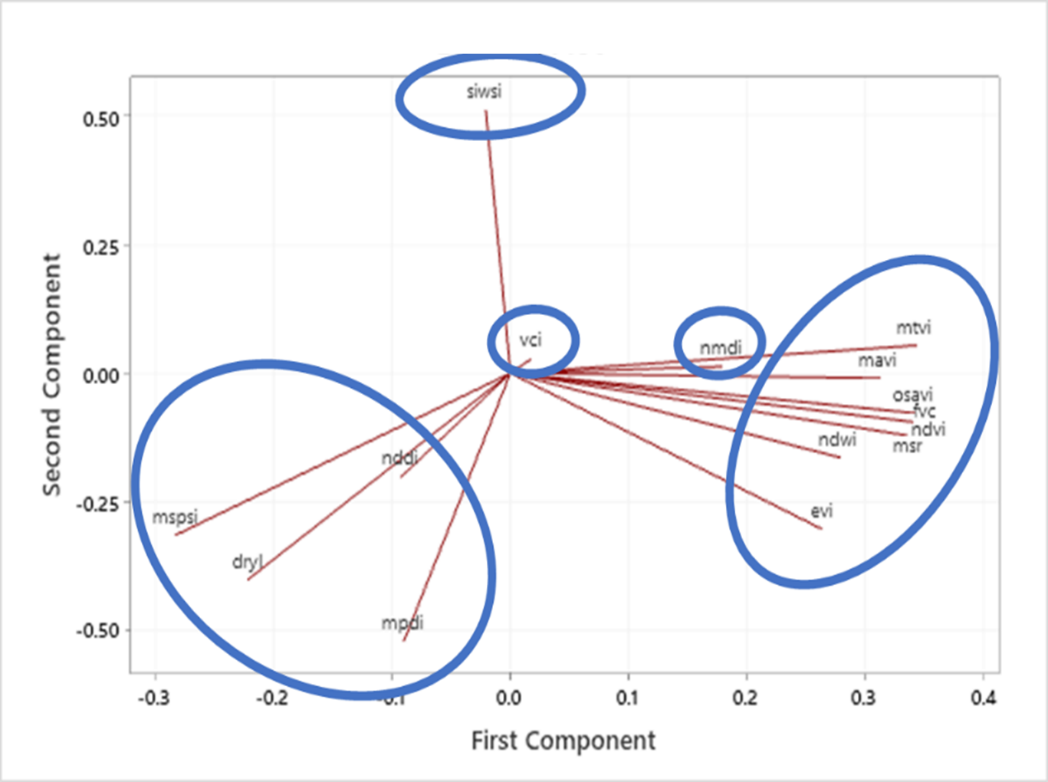 siwsi
0.50
0.25
vci
nmdi
mtvi
mavi
0.00
osavi
fvc
ndvi
ndwi
msr
nddi
-0.25
mspsi
evi
dryl
mpdi
-0.50
-0.3
-0.2
0.0
0.1
0.2
0.3
0.4
First Component
Second Component